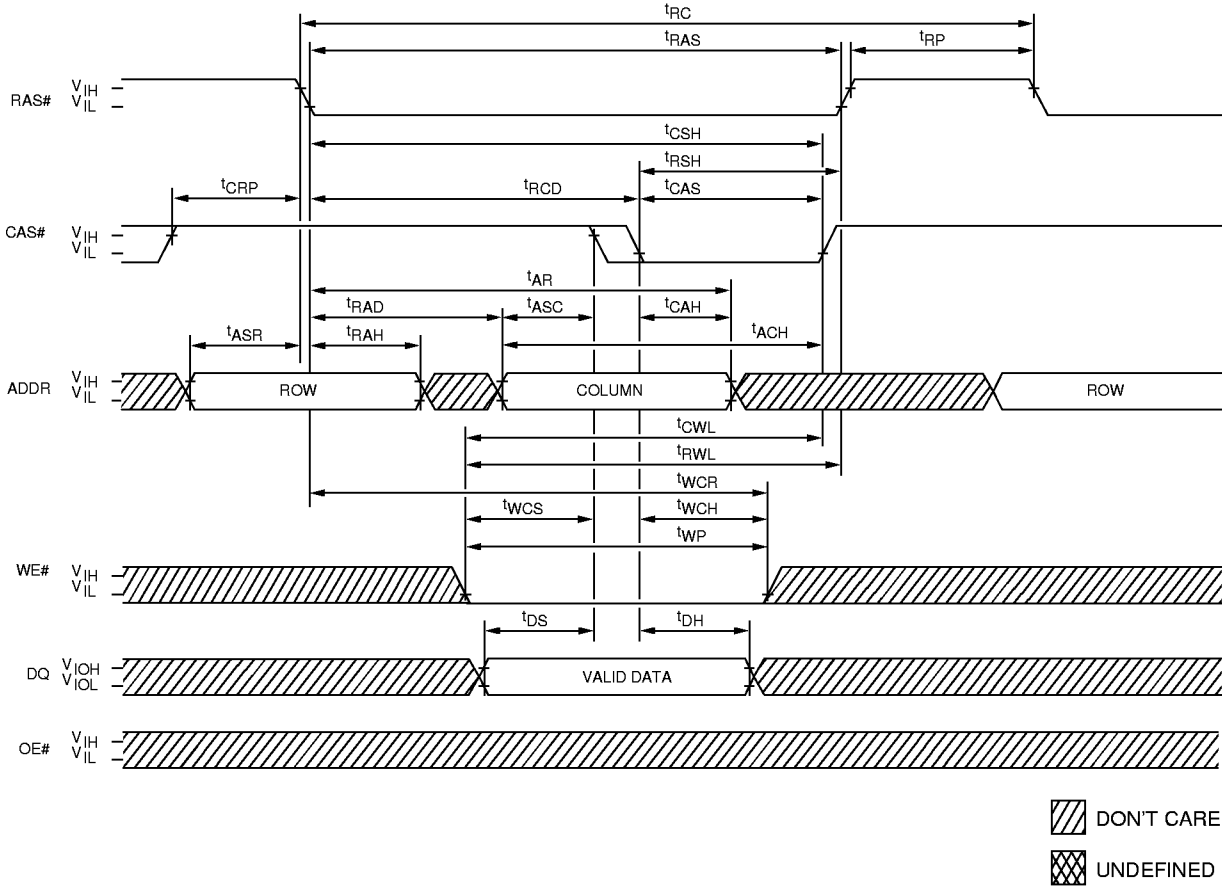 tRC
tRAS
tRP
RAS# VIH
VIL
tCSH
tRSH
tCRP
tRCD
tCAS
CAS# VIH
VIL
tAR
tRAD
tASC
tCAH
tASR
tRAH
tACH
ADDR VIH
VIL
ROW
COLUMN
ROW
tCWL
tRWL
tWCR
tWCS
tWCH
tWP
WE# VIH
VIL
tDS
tDH
DQ VIOH
VIOL
VALID DATA
OE# VIH
VIL
DON'T CARE
UNDEFINED